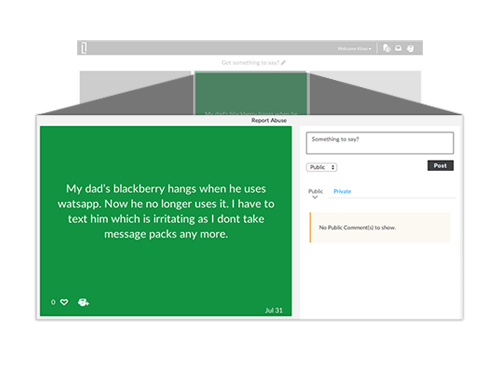 Welcome Kiran
Got something to say?
My dad's blackberry hangs when he
Report Abuse
My dad's blackberry hangs when he uses
watsapp. Now he no longer uses it. I have to
text him which is irritating as I dont take
message packs any more.
0
Jul 31
Something to say?
Public
Post
Public Private
No Public Comment(s) to show.